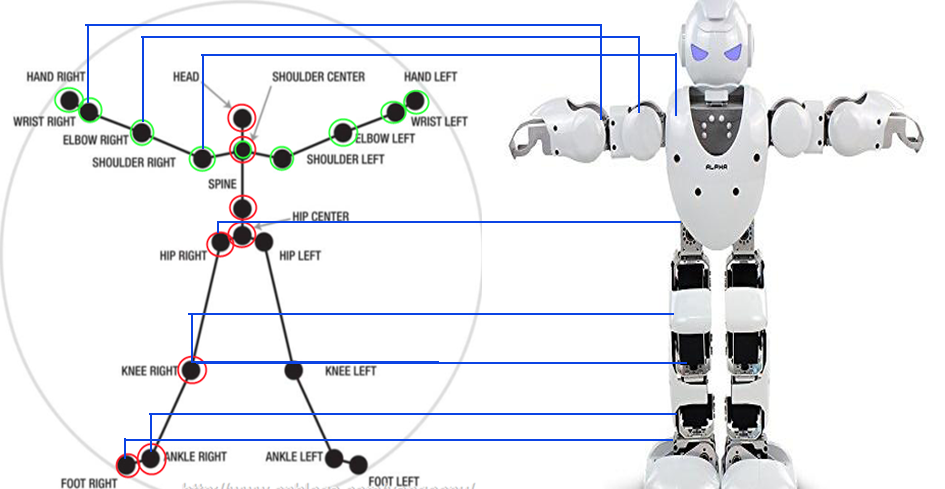 HAND RIGHT
HEAD
SHOULDER CENTER
HAND LEFT
WRIST RIGHT
WRIST LEFT
ELBOW RIGHT
ELBOW LEFT
SHOULDER RIGHT
SHOULDER LEFT
ALPHA
SPINE
HIP CENTER
HIP RIGHT
HIP LEFT
KNEE RIGHT
KNEE LEFT
ANKLE RIGHT
ANKLE LEFT
FOOT RIGHT
FOOT LEFT